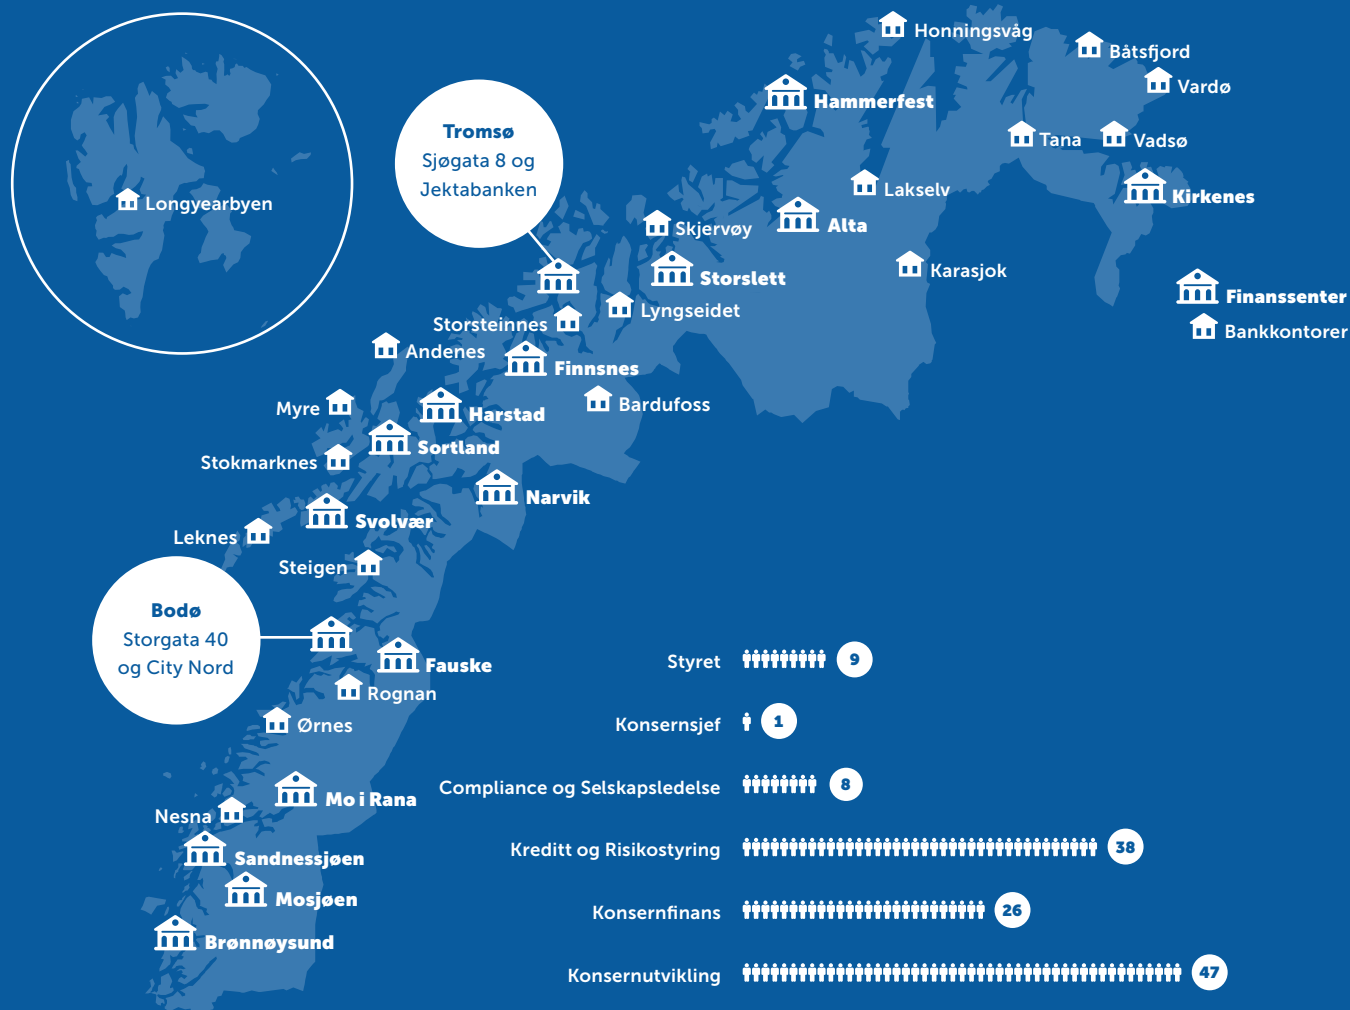 Honningsvåg
Båtsfjord
Vardø
Hammerfest
Tromsø
Sjøgata 8 og
Jektabanken
Tana
Vadsø
Lakselv
Kirkenes
Longyearbyen
Skjervøy
Alta
Karasjok
Storslett
Finanssenter
Lyngseidet
Storsteinnes
Bankkontorer
Andenes
Finnsnes
Myre
Harstad
Bardufoss
Sortland
Stokmarknes
Narvik
Svolvær
Leknes
Steigen
Bodø
Storgata 40
og City Nord
Fauske
Rognan
Ørnes
Mo i Rana
Nesna
Sandnessjøen
Mosjøen
Brønnøysund
Styret 9
Konsernsjef 1
Compliance og Selskapsledelse 8
Kreditt og Risikostyring 38
Konsernfinans 26
Konsernutvikling 47